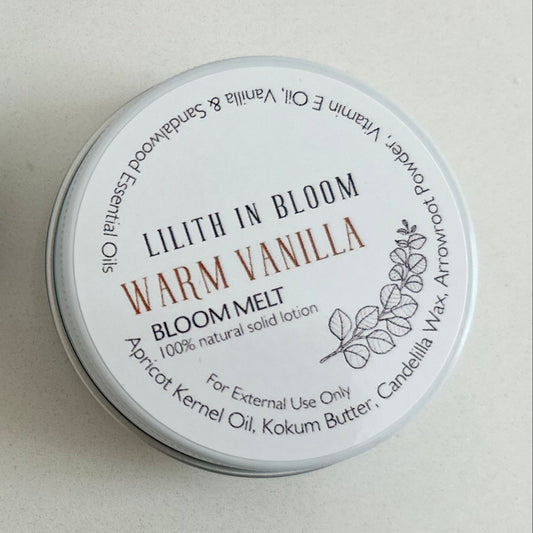 LILITH IN BLOOM
WARM VANILLA
BLOOM MELT
100% natural solid lotion
For External Use Only
Apricot Kernel Oil, Kokum Butter, Candelilla Wax, Arrowroot Powder, Vitamin E Oil, Vanilla & Sandalwood Essential Oils